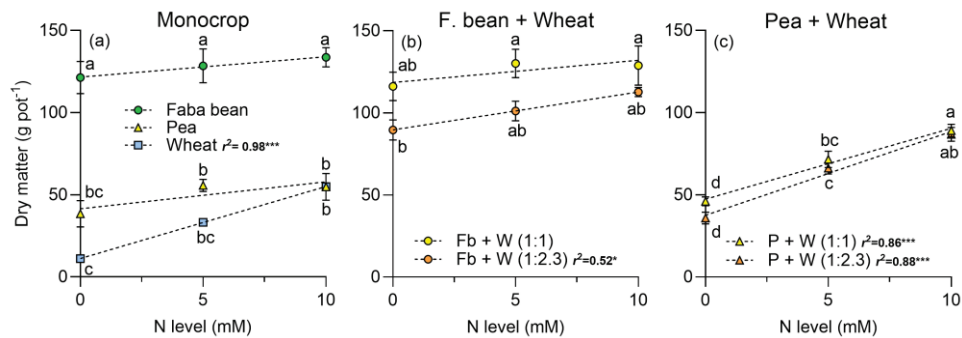 Monocrop
F. bean + Wheat
Pea + Wheat
Dry matter (g pot⁻¹)
150
100
50
0
(a)
a
a
a
Faba bean
Pea
Wheat r²= 0.98***
bc
b
b
c
bc
b
0
5
10
N level (mM)
150
100
50
0
(b)
ab
a
a
b
ab
ab
Fb + W (1:1)
Fb + W (1:2.3) r²=0.52*
0
5
10
N level (mM)
150
100
50
0
(c)
d
bc
a
d
c
ab
P + W (1:1) r²=0.86***
P + W (1:2.3) r²=0.88***
0
5
10
N level (mM)